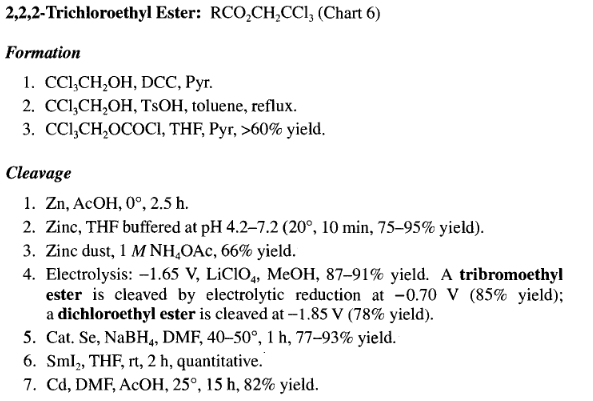 2,2,2-Trichloroethyl Ester: RCO₂CH₂CCl₃ (Chart 6)
Formation
1. CCl₃CH₂OH, DCC, Pyr.
2. CCl₃CH₂OH, TsOH, toluene, reflux.
3. CCl₃CH₂OCOCl, THF, Pyr, >60% yield.
Cleavage
1. Zn, AcOH, 0°, 2.5 h.
2. Zinc, THF buffered at pH 4.2–7.2 (20°, 10 min, 75–95% yield).
3. Zinc dust, 1 M NH₄OAc, 66% yield.
4. Electrolysis: −1.65 V, LiClO₄, MeOH, 87–91% yield. A tribromoethyl
ester is cleaved by electrolytic reduction at −0.70 V (85% yield);
a dichloroethyl ester is cleaved at −1.85 V (78% yield).
5. Cat. Se, NaBH₄, DMF, 40–50°, 1 h, 77–93% yield.
6. SmI₂, THF, rt, 2 h, quantitative.
7. Cd, DMF, AcOH, 25°, 15 h, 82% yield.